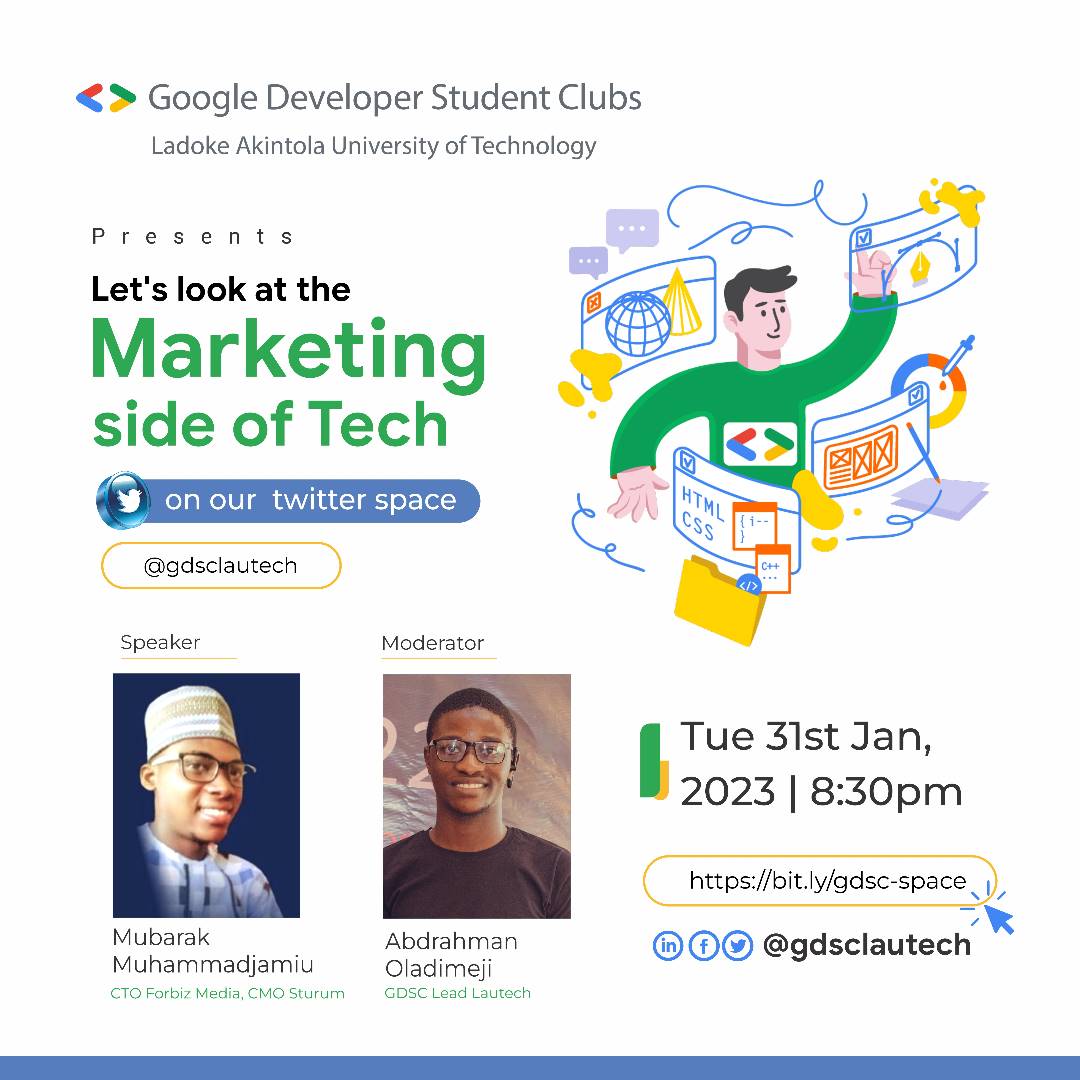 Google Developer Student Clubs
Ladoke Akintola University of Technology
Presents
Let's look at the
Marketing
side of Tech
on our twitter space
@gdsclautech
HTML
CSS
{ i--
}
C++
...
</>
Speaker
Moderator
Mubarak
Muhammadjamiu
CTO Forbiz Media, CMO Sturum
Abdrahman
Oladimeji
GDSC Lead Lautech
Tue 31st Jan,
2023 | 8:30pm
https://bit.ly/gdsc-space
in f @gdsclautech